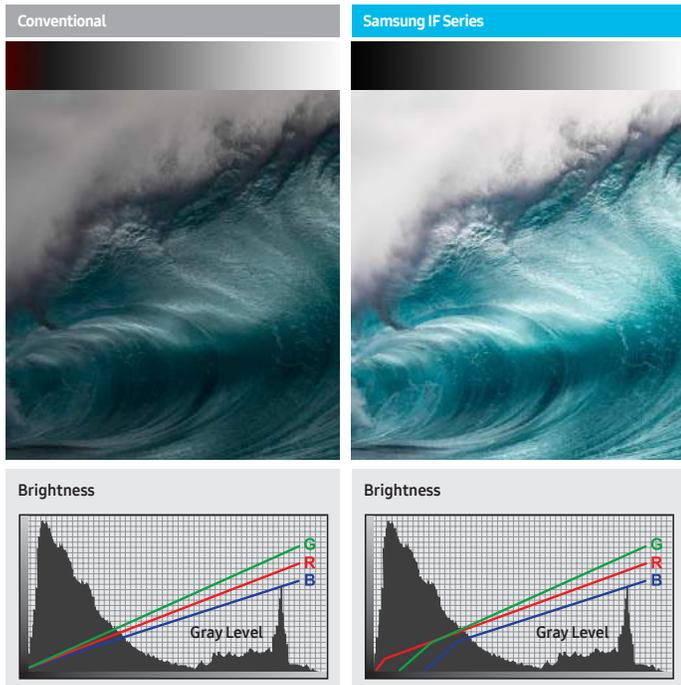 Conventional
Samsung IF Series
Brightness
G
R
B
Gray Level
Brightness
G
R
B
Gray Level